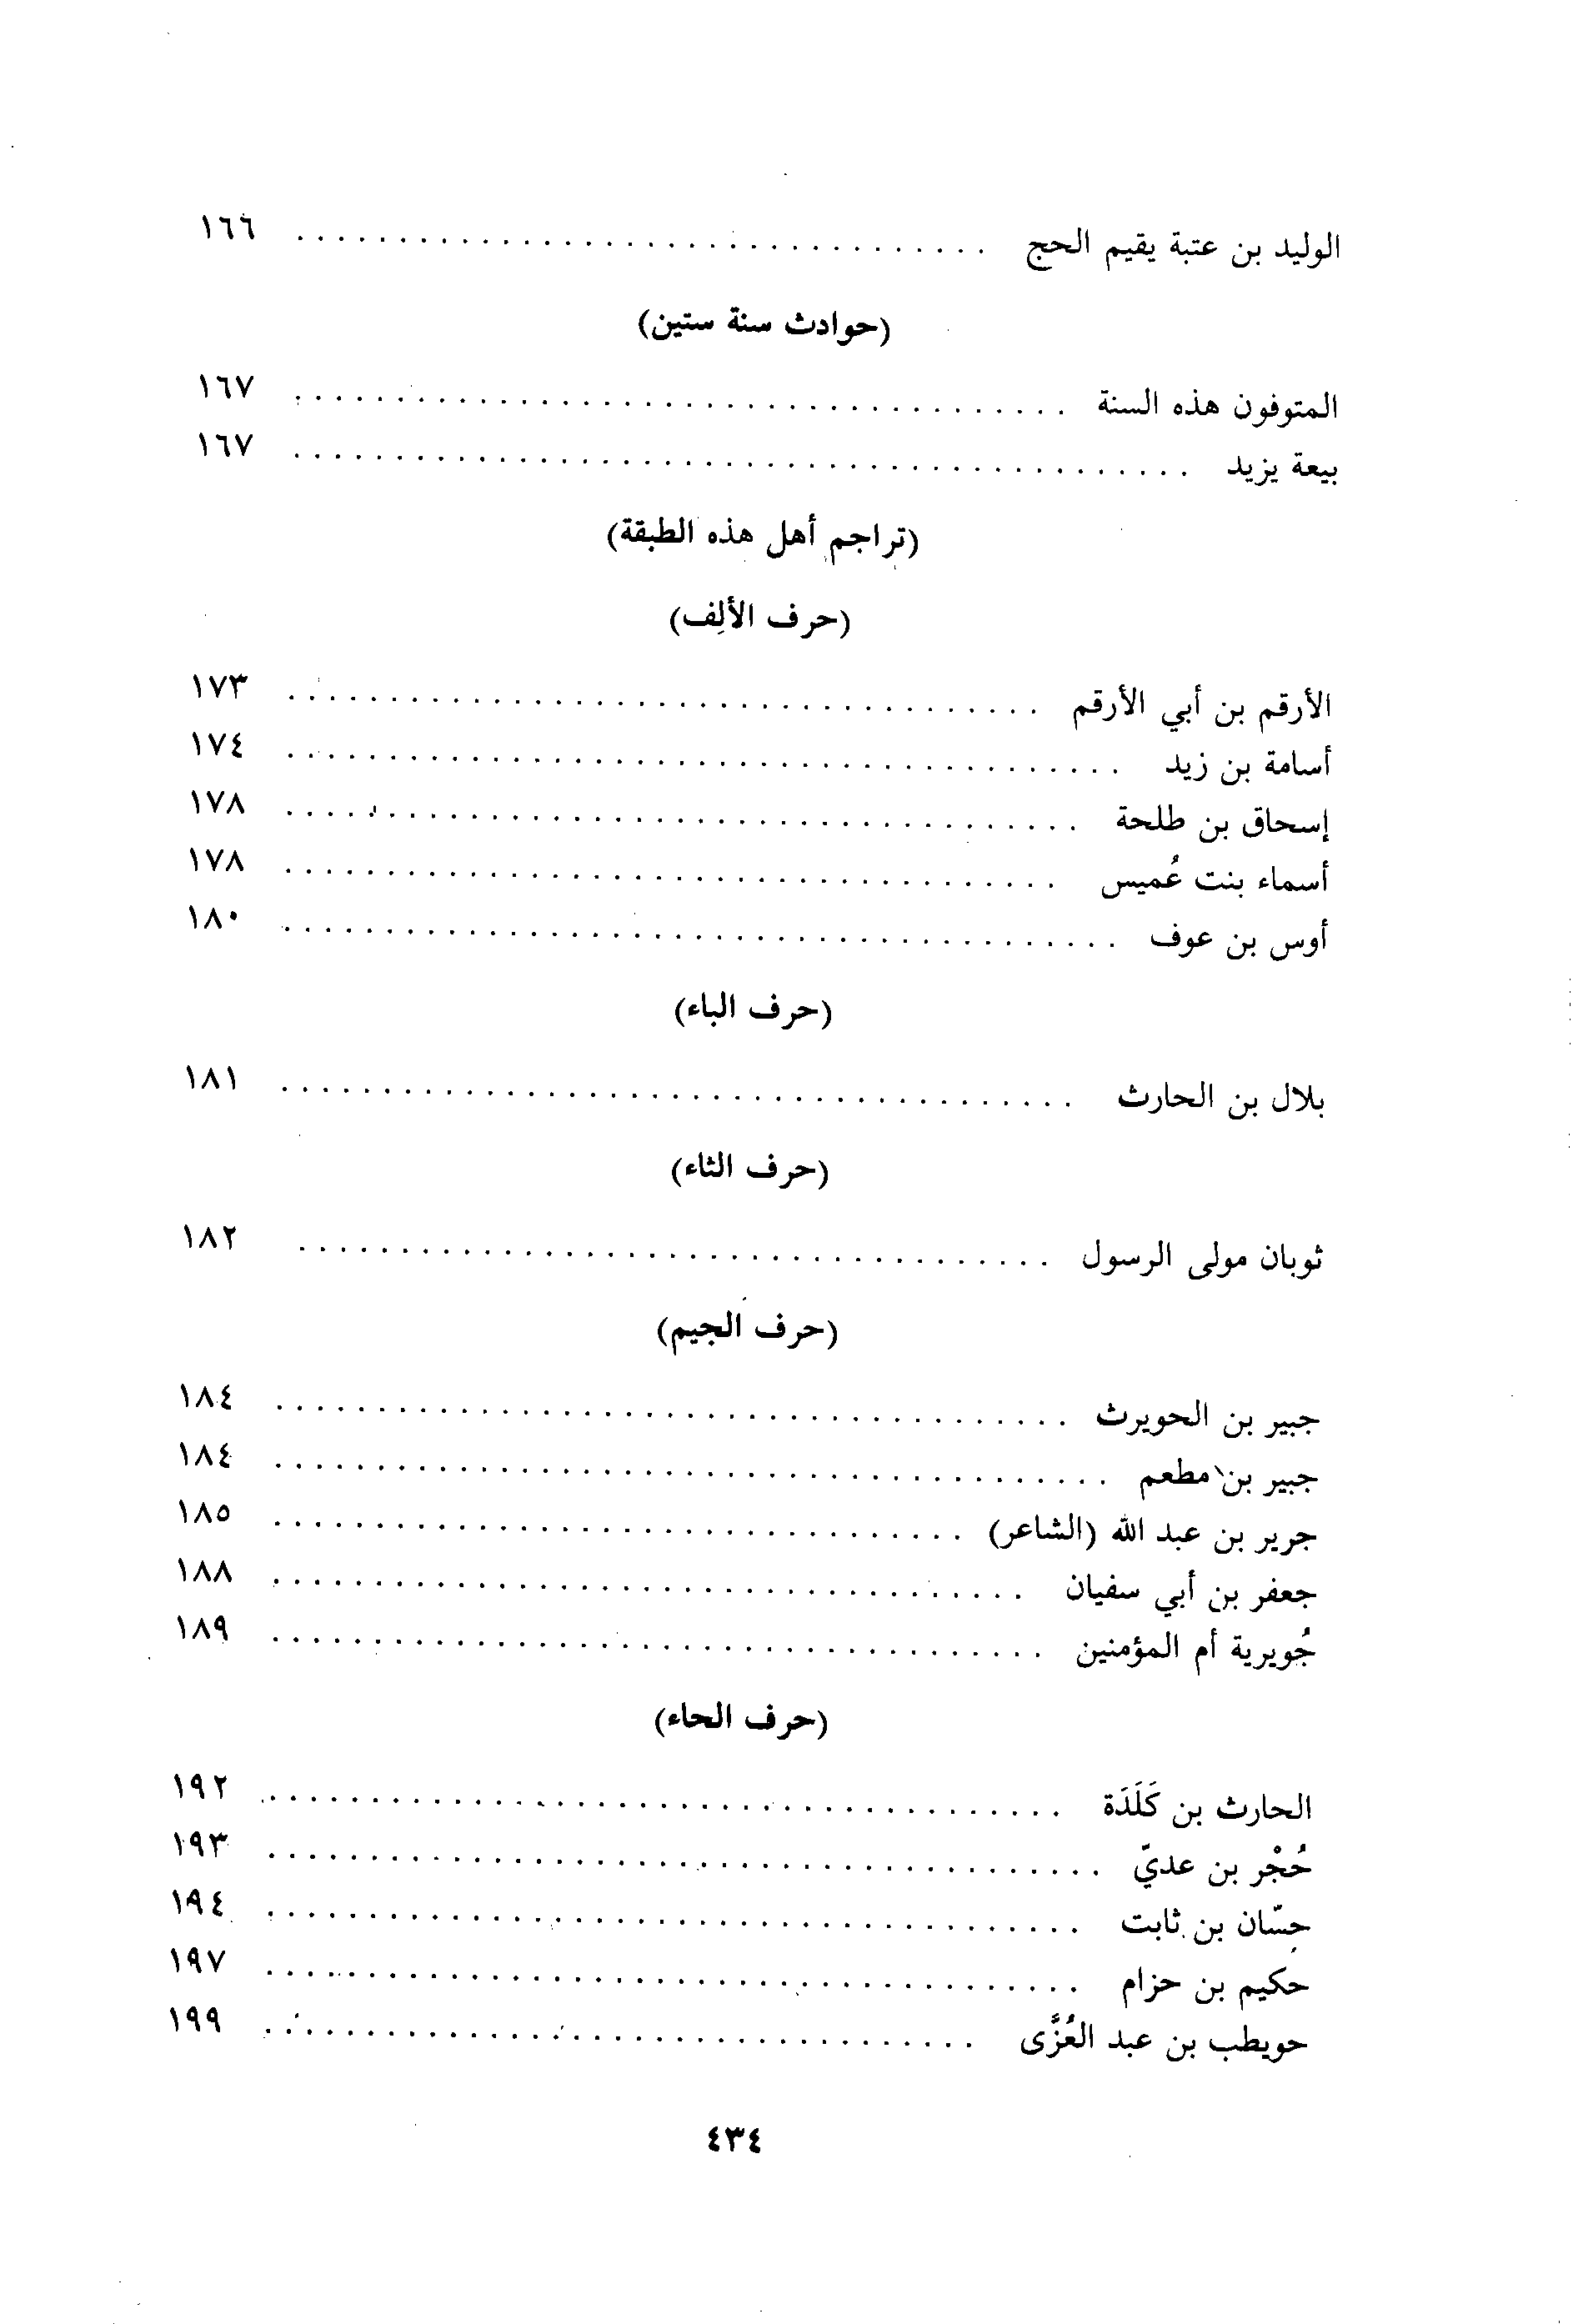 الوليد بن عتبة يقيم الحج . . . . . . . . . . . . . . . . . . . . . . . . . . . . . . . . . . ١٦٦
(حوادث سنة ستين)
المتوفون هذه السنة . . . . . . . . . . . . . . . . . . . . . . . . . . . . . . . . . . . . . . ١٦٧
بيعة يزيد . . . . . . . . . . . . . . . . . . . . . . . . . . . . . . . . . . . . . . . . . . . . ١٦٧
(تراجم أهل هذه الطبقة)
(حرف الألِف)
الأرقم بن أبي الأرقم . . . . . . . . . . . . . . . . . . . . . . . . . . . . . . . . . . . . . ١٧٣
أسامة بن زيد . . . . . . . . . . . . . . . . . . . . . . . . . . . . . . . . . . . . . . . . . ١٧٤
إسحاق بن طلحة . . . . . . . . . . . . . . . . . . . . . . . . . . . . . . . . . . . . . . . ١٧٨
أسماء بنت عُميس . . . . . . . . . . . . . . . . . . . . . . . . . . . . . . . . . . . . . . ١٧٨
أوس بن عوف . . . . . . . . . . . . . . . . . . . . . . . . . . . . . . . . . . . . . . . . . ١٨٠
(حرف الباء)
بلال بن الحارث . . . . . . . . . . . . . . . . . . . . . . . . . . . . . . . . . . . . . . . ١٨١
(حرف الثاء)
ثوبان مولى الرسول . . . . . . . . . . . . . . . . . . . . . . . . . . . . . . . . . . . . . ١٨٢
(حرف الجيم)
جبير بن الحويرث . . . . . . . . . . . . . . . . . . . . . . . . . . . . . . . . . . . . . . . ١٨٤
جبير بن مطعم . . . . . . . . . . . . . . . . . . . . . . . . . . . . . . . . . . . . . . . . . ١٨٤
جرير بن عبد الله (الشاعر) . . . . . . . . . . . . . . . . . . . . . . . . . . . . . . . . . . ١٨٥
جعفر بن أبي سفيان . . . . . . . . . . . . . . . . . . . . . . . . . . . . . . . . . . . . . ١٨٨
جُويرية أم المؤمنين . . . . . . . . . . . . . . . . . . . . . . . . . . . . . . . . . . . . . . ١٨٩
(حرف الحاء)
الحارث بن كَلَدَة . . . . . . . . . . . . . . . . . . . . . . . . . . . . . . . . . . . . . . . ١٩٢
حُجْر بن عديّ . . . . . . . . . . . . . . . . . . . . . . . . . . . . . . . . . . . . . . . . . ١٩٣
حسّان بن ثابت . . . . . . . . . . . . . . . . . . . . . . . . . . . . . . . . . . . . . . . . ١٩٤
حكيم بن حزام . . . . . . . . . . . . . . . . . . . . . . . . . . . . . . . . . . . . . . . . ١٩٧
حويطب بن عبد العُزَّى . . . . . . . . . . . . . . . . . . . . . . . . . . . . . . . . . . . ١٩٩
٤٣٤